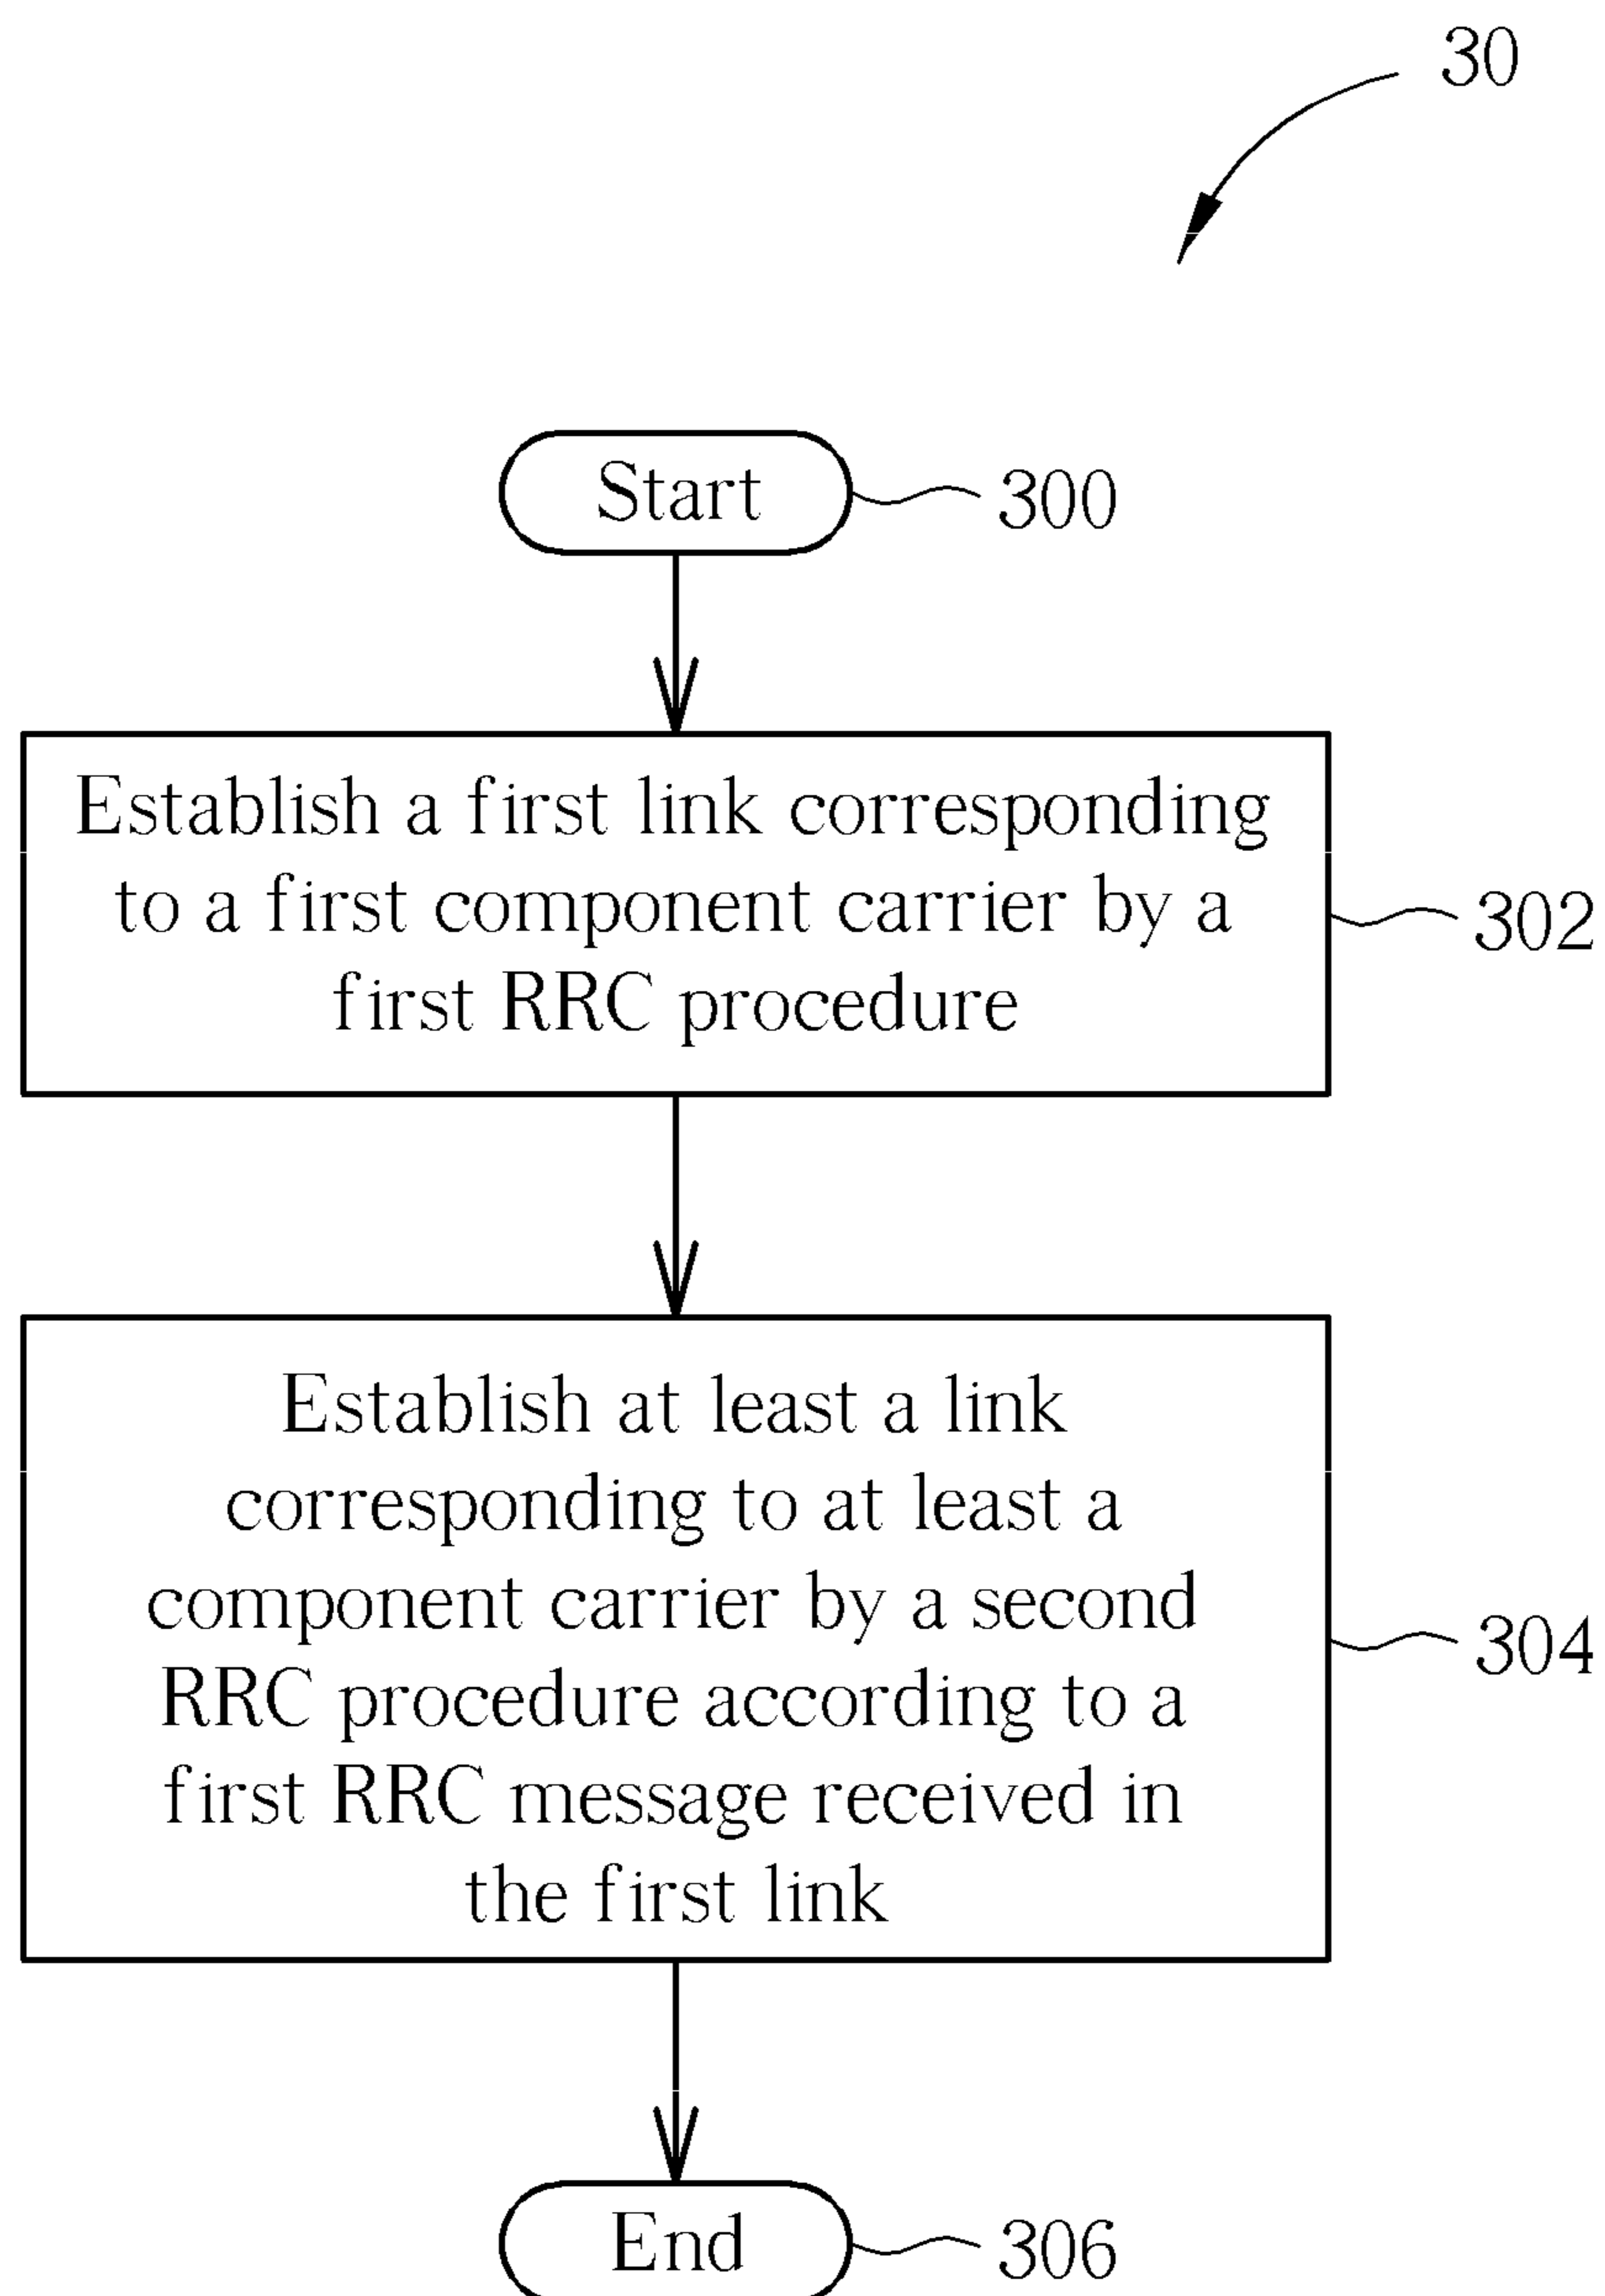 30
Start
300
Establish a first link corresponding
to a first component carrier by a
first RRC procedure
302
Establish at least a link
corresponding to at least a
component carrier by a second
RRC procedure according to a
first RRC message received in
the first link
304
End
306